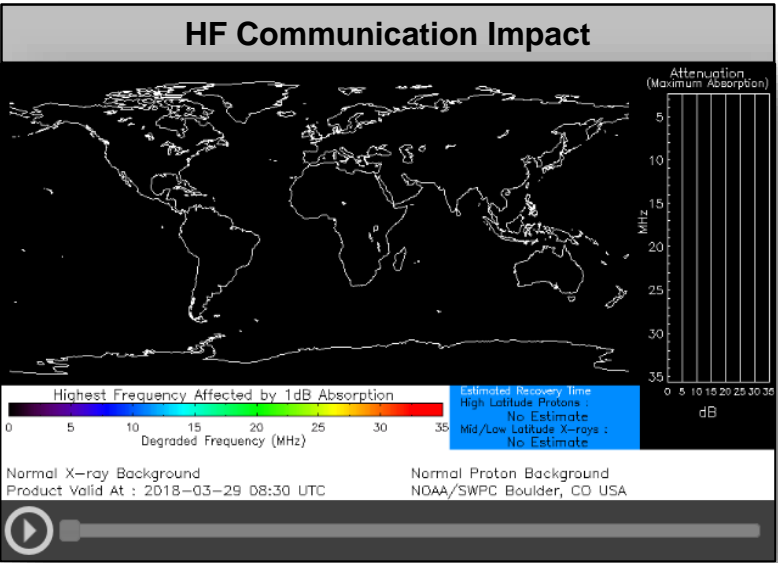 HF Communication Impact
Attenuation
(Maximum Absorption)
5
10
15
20
25
30
35
MHz
0 5 10 15 20 25 30 35
dB
Highest Frequency Affected by 1dB Absorption
0 5 10 15 20 25 30 35
Degraded Frequency (MHz)
Estimated Recovery Time
High Latitude Protons :
No Estimate
Mid/Low Latitude X-rays :
No Estimate
Normal X-ray Background
Product Valid At : 2018-03-29 08:30 UTC
Normal Proton Background
NOAA/SWPC Boulder, CO USA